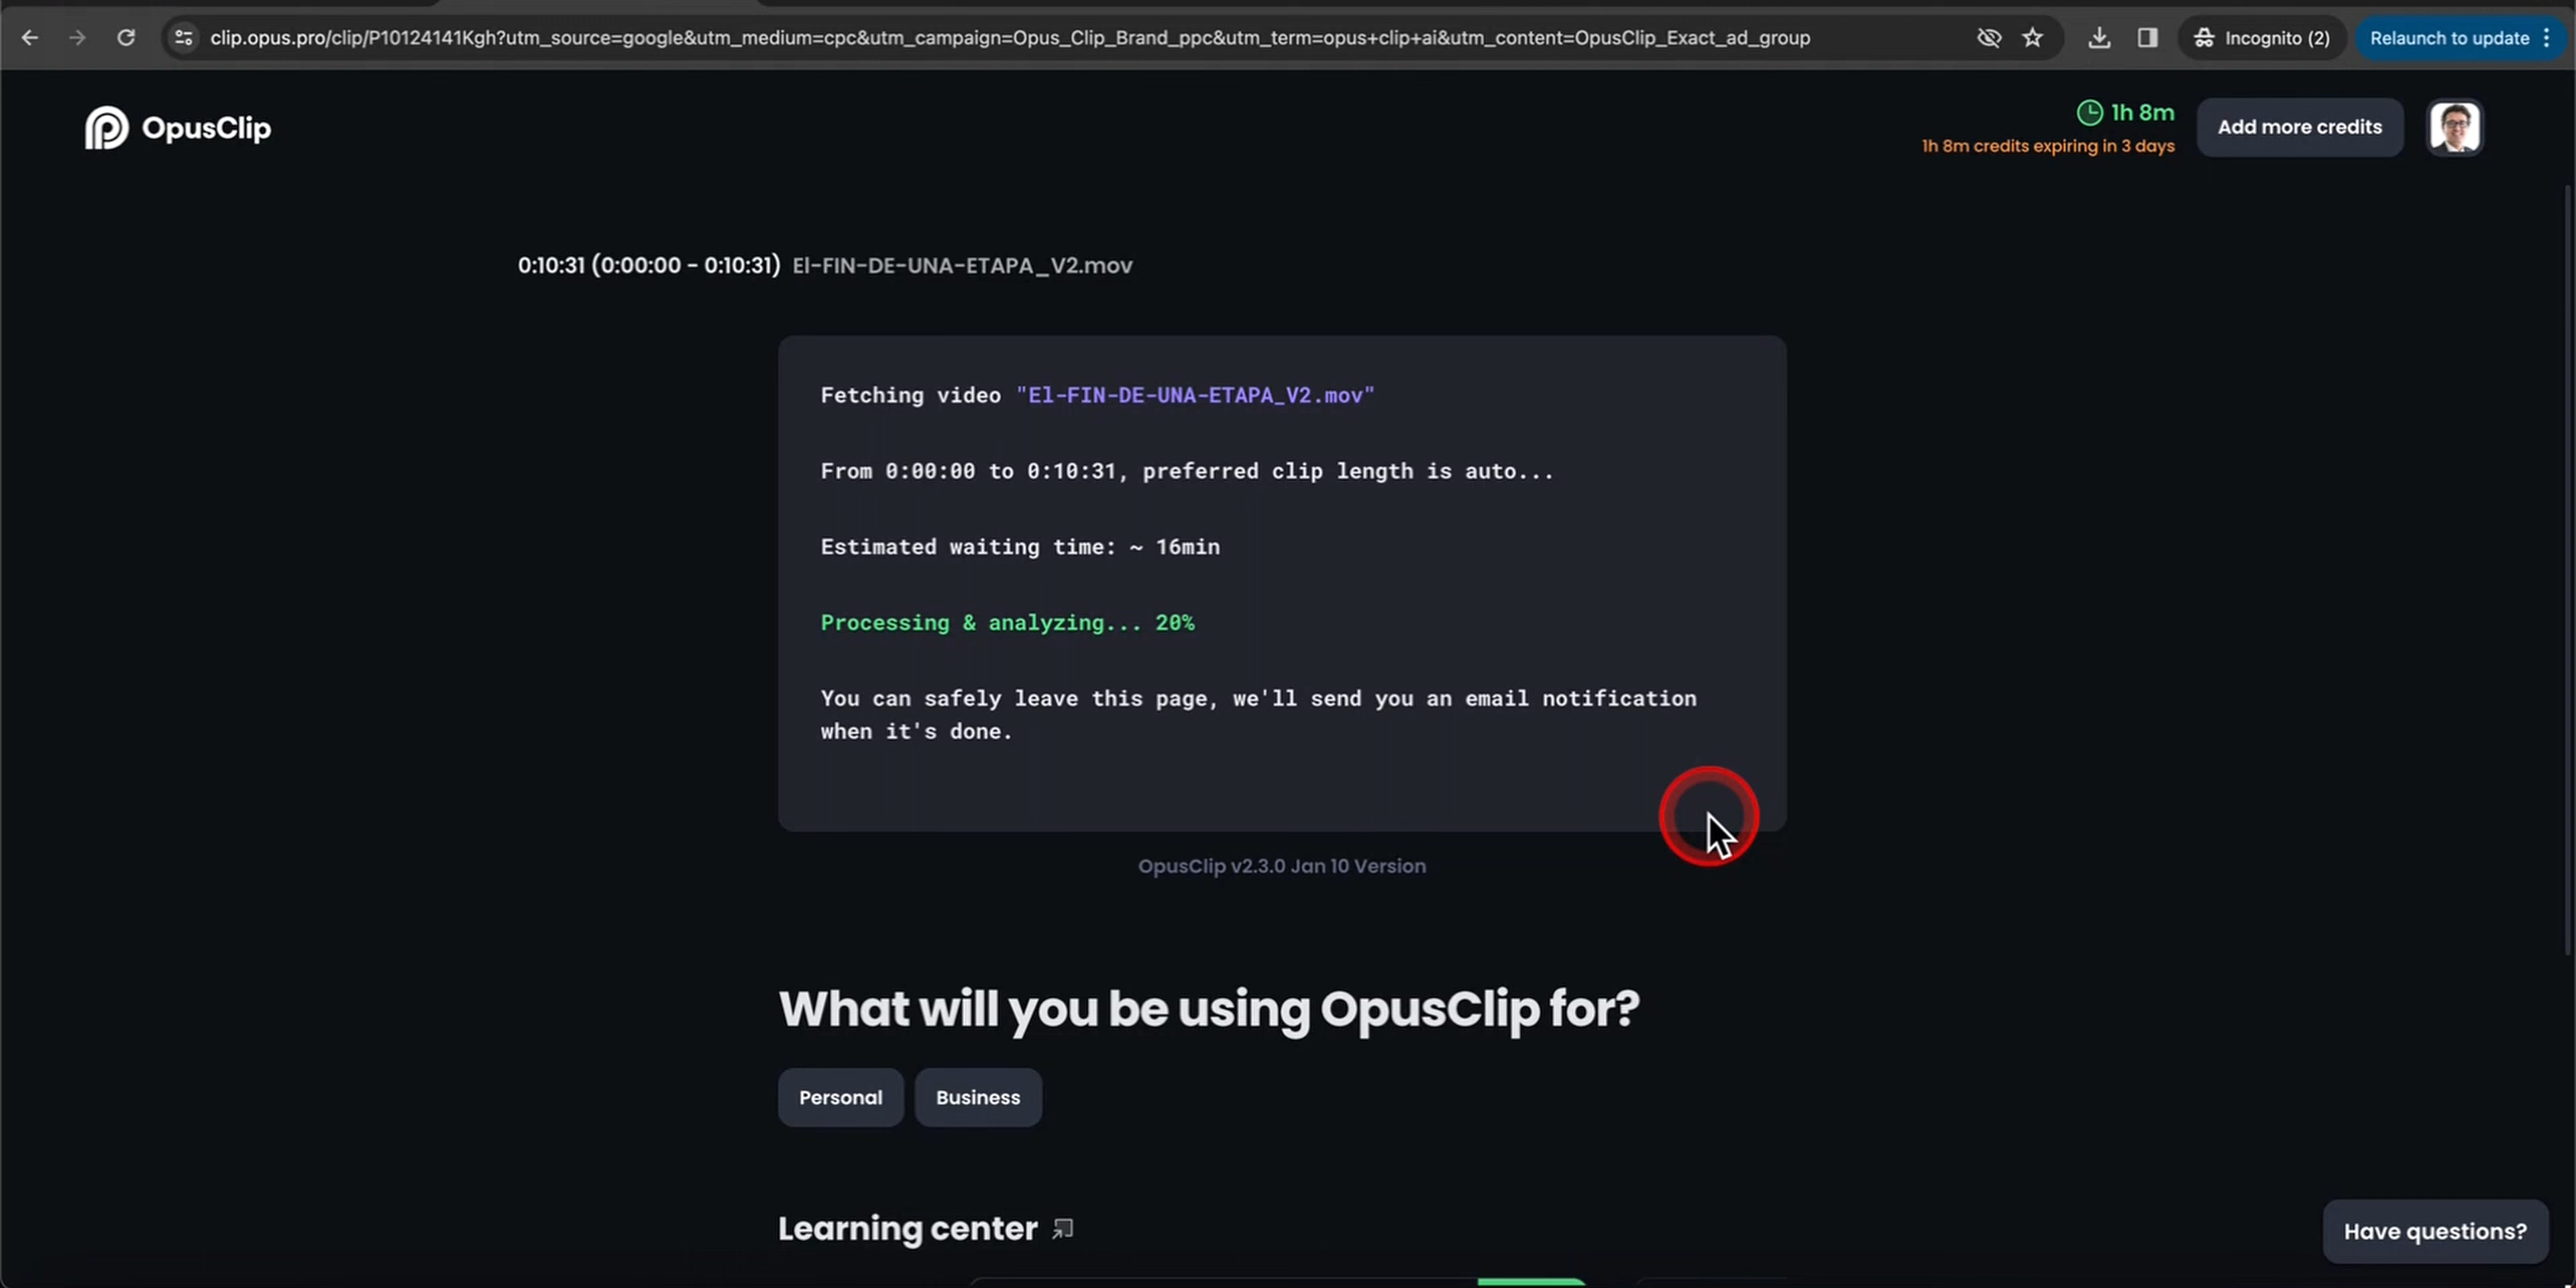 clip.opus.pro/clip/P10124141Kgh?utm_source=google&utm_medium=cpc&utm_campaign=Opus_Clip_Brand_ppc&utm_term=opus+clip+ai&utm_content=OpusClip_Exact_ad_group
Incognito (2)
Relaunch to update
OpusClip
1h 8m
1h 8m credits expiring in 3 days
Add more credits
0:10:31 (0:00:00 - 0:10:31) El-FIN-DE-UNA-ETAPA_V2.mov
Fetching video "El-FIN-DE-UNA-ETAPA_V2.mov"
From 0:00:00 to 0:10:31, preferred clip length is auto...
Estimated waiting time: ~ 16min
Processing & analyzing... 20%
You can safely leave this page, we'll send you an email notification
when it's done.
OpusClip v2.3.0 Jan 10 Version
What will you be using OpusClip for?
Personal
Business
Learning center
Have questions?